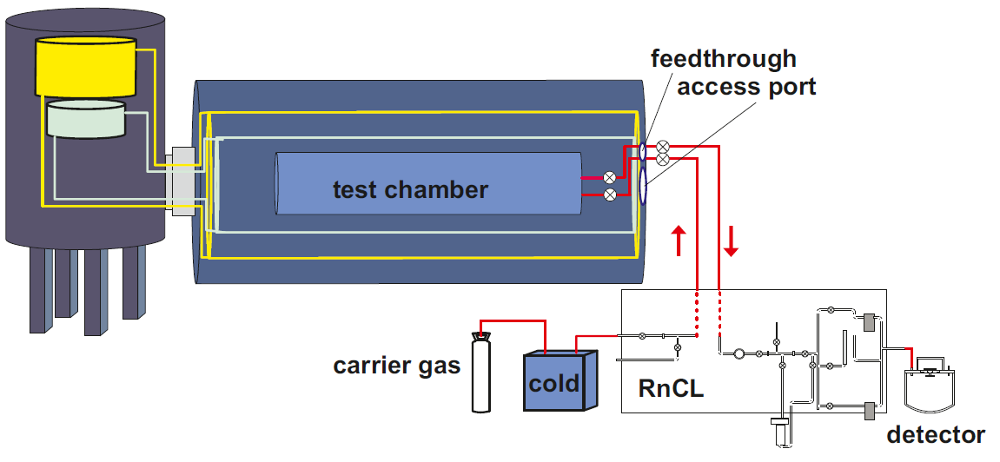 feedthrough
access port
test chamber
carrier gas
cold
RnCL
detector